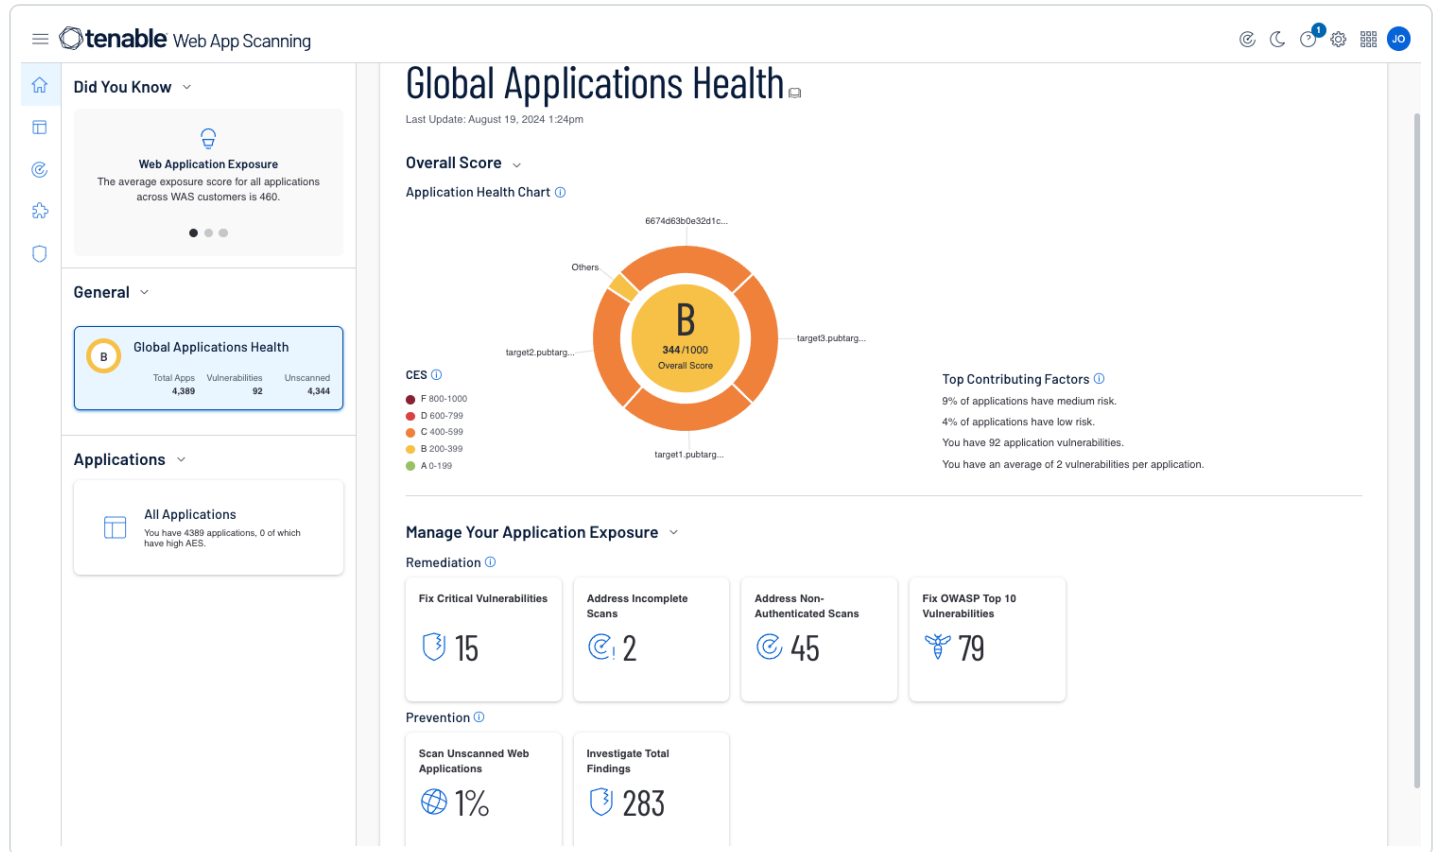 tenable Web App Scanning
1
JO
Did You Know
Web Application Exposure
The average exposure score for all applications
across WAS customers is 460.
General
B
Global Applications Health
Total Apps Vulnerabilities Unscanned
4,389 92 4,344
Applications
All Applications
You have 4389 applications, 0 of which
have high AES.
Global Applications Health
Last Update: August 19, 2024 1:24pm
Overall Score
Application Health Chart
6674d63b0e32d1c...
Others
target3.pubtarg...
target2.pubtarg...
target1.pubtarg...
B
344/1000
Overall Score
CES
F 800-1000
D 600-799
C 400-599
B 200-399
A 0-199
Top Contributing Factors
9% of applications have medium risk.
4% of applications have low risk.
You have 92 application vulnerabilities.
You have an average of 2 vulnerabilities per application.
Manage Your Application Exposure
Remediation
Fix Critical Vulnerabilities
15
Address Incomplete
Scans
2
Address Non-
Authenticated Scans
45
Fix OWASP Top 10
Vulnerabilities
79
Prevention
Scan Unscanned Web
Applications
1%
Investigate Total
Findings
283